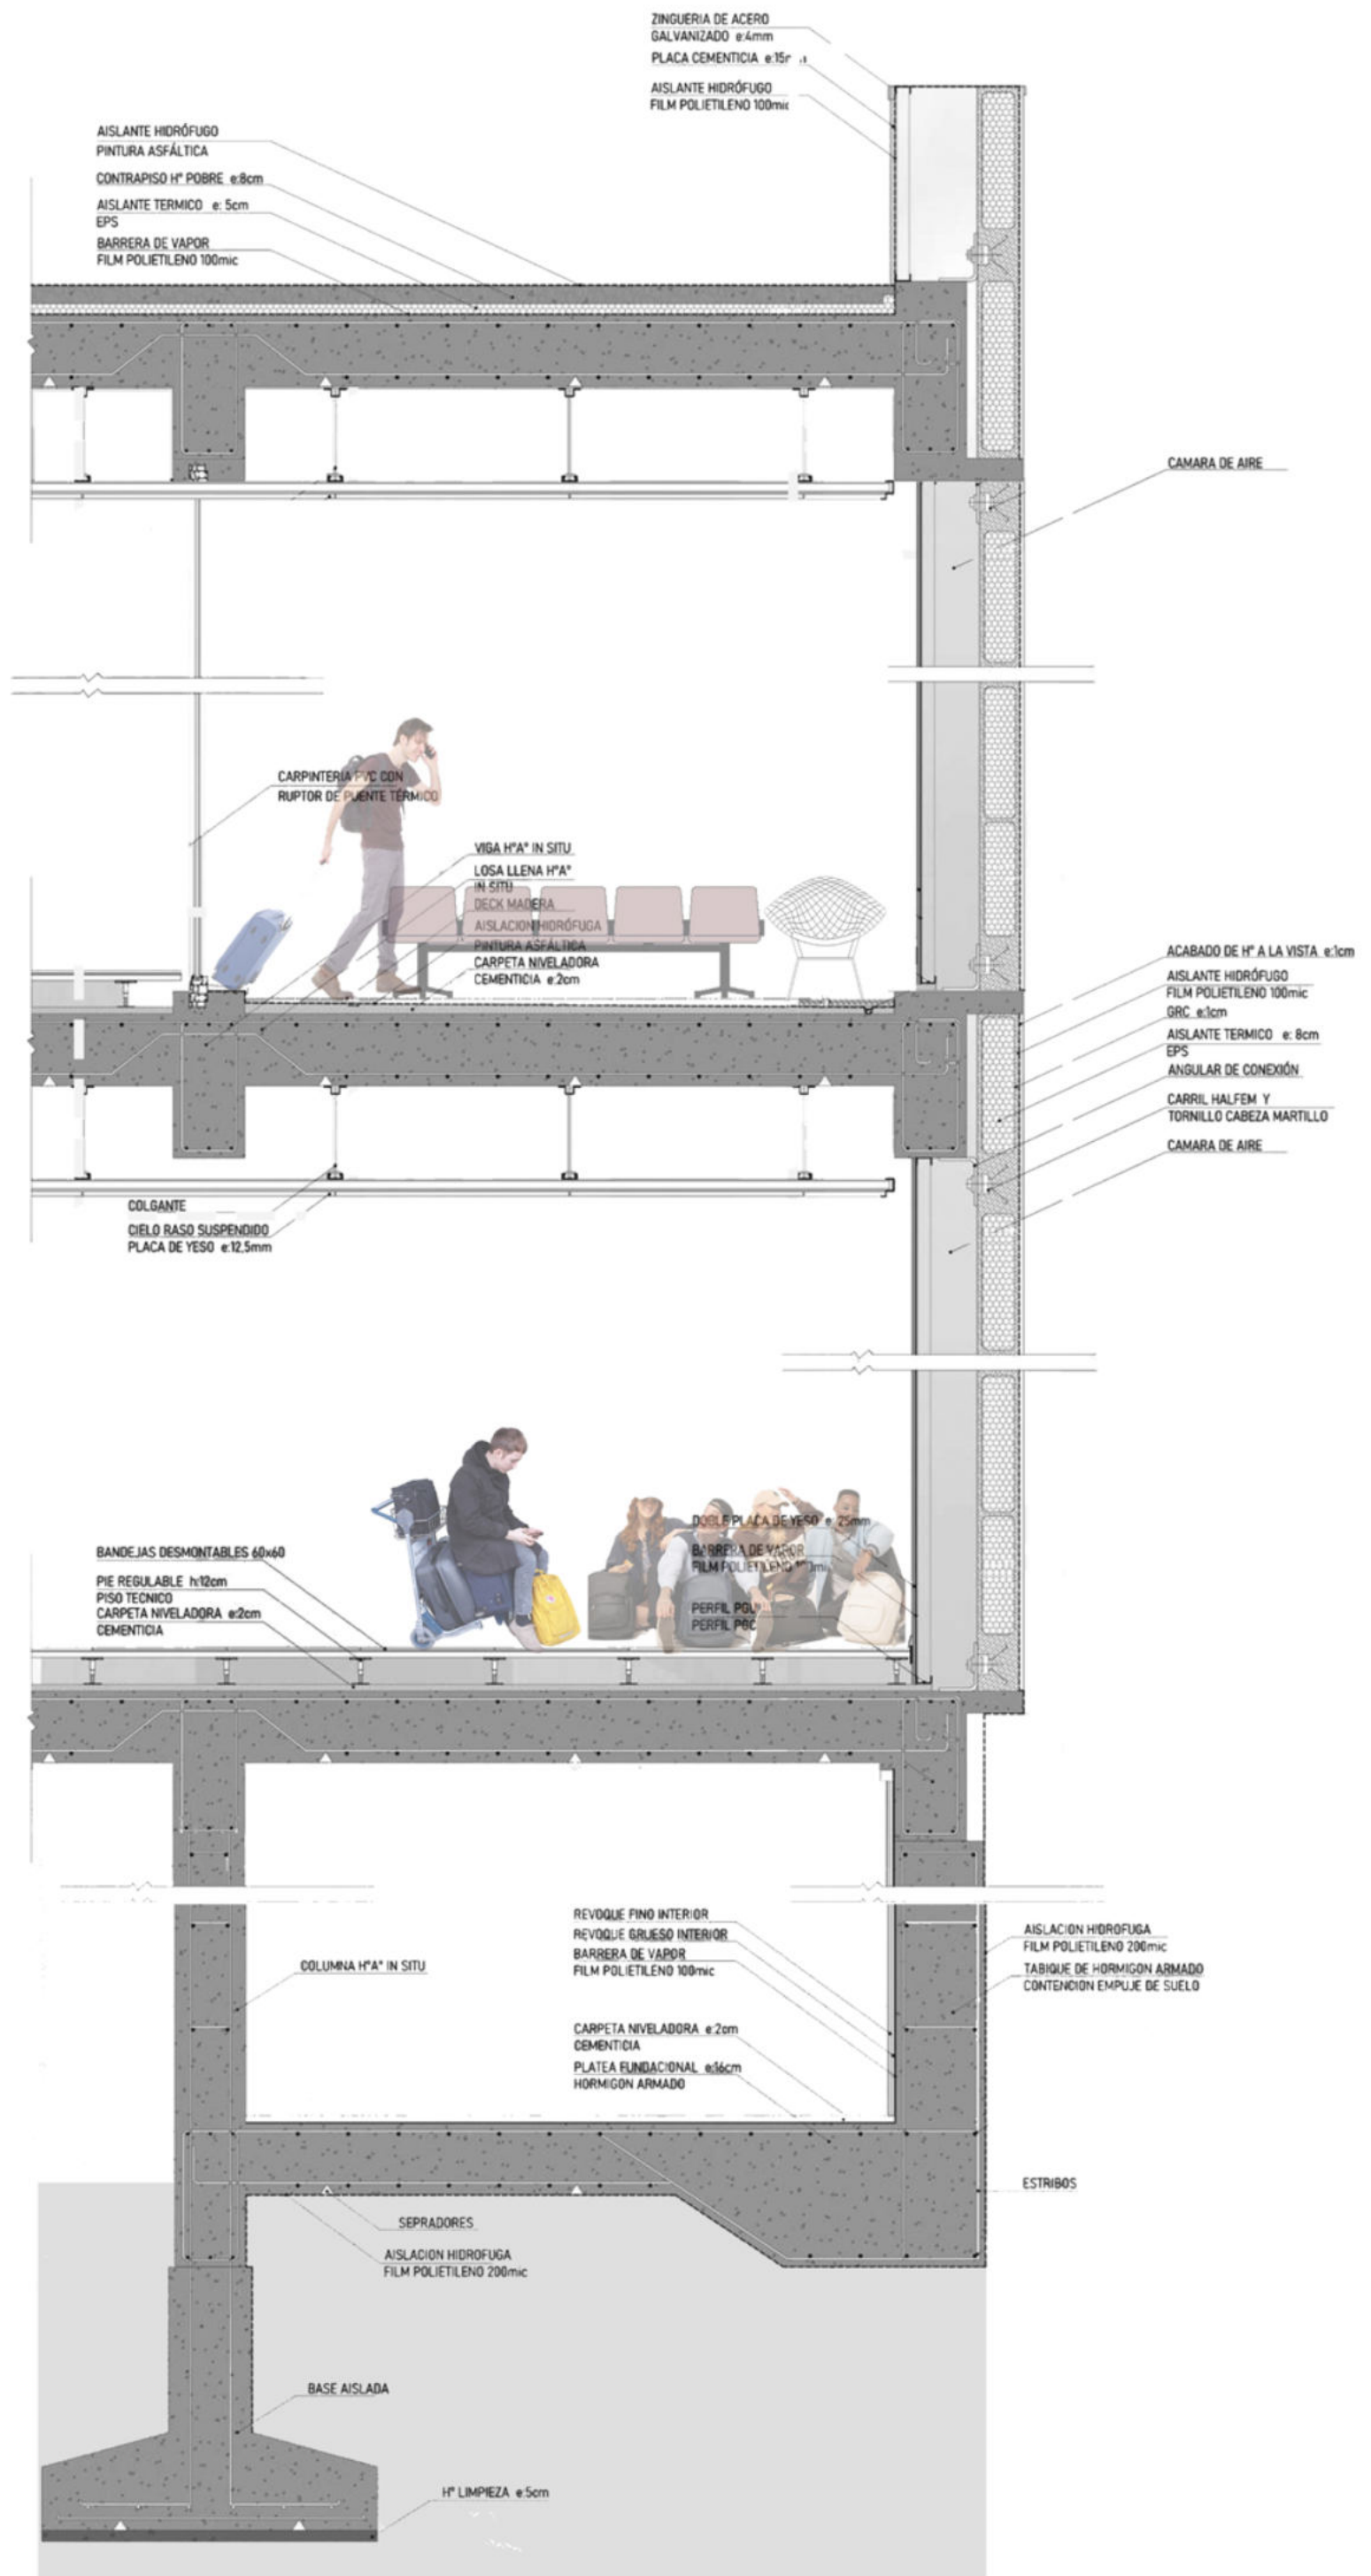 ZINGUERIA DE ACERO
GALVANIZADO e:4mm
PLACA CEMENTICIA
AISLANTE HIDRÓFUGO
FILM POLIETILENO 100mic
AISLANTE HIDRÓFUGO
PINTURA ASFÁLTICA
CONTRAPISO H° POBRE e:8cm
AISLANTE TERMICO e: 5cm
EPS
BARRERA DE VAPOR
FILM POLIETILENO 100mic
CAMARA DE AIRE
CARPINTERIA PVC CON
RUPTOR DE PUENTE TÉRMICO
VIGA H°A° IN SITU
LOSA LLENA H°A°
IN SITU
DECK MADERA
AISLACION HIDRÓFUGA
PINTURA ASFÁLTICA
CARPETA NIVELADORA
CEMENTICIA e:2cm
ACABADO DE H° A LA VISTA e:1cm
AISLANTE HIDRÓFUGO
FILM POLIETILENO 100mic
GRC e:1cm
AISLANTE TERMICO e: 8cm
EPS
ANGULAR DE CONEXIÓN
CARRIL HALFEM Y
TORNILLO CABEZA MARTILLO
CAMARA DE AIRE
COLGANTE
CIELO RASO SUSPENDIDO
PLACA DE YESO e:12,5mm
DOBLE PLACA DE YESO e: 25mm
BARRERA DE VAPOR
FILM POLIETILENO
PERFIL PGU
PERFIL PGC
BANDEJAS DESMONTABLES 60x60
PIE REGULABLE h:12cm
PISO TECNICO
CARPETA NIVELADORA e:2cm
CEMENTICIA
REVOQUE FINO INTERIOR
REVOQUE GRUESO INTERIOR
BARRERA DE VAPOR
FILM POLIETILENO 100mic
AISLACION HIDROFUGA
FILM POLIETILENO 200mic
TABIQUE DE HORMIGON ARMADO
CONTENCION EMPUJE DE SUELO
COLUMNA H°A° IN SITU
CARPETA NIVELADORA e:2cm
CEMENTICIA
PLATEA FUNDACIONAL e:16cm
HORMIGON ARMADO
ESTRIBOS
SEPRADORES
AISLACION HIDROFUGA
FILM POLIETILENO 200mic
BASE AISLADA
H° LIMPIEZA e:5cm